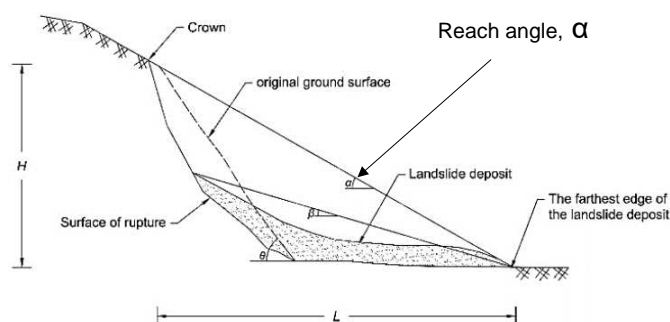 Crown
Reach angle, α
original ground surface
H
α
Landslide deposit
The farthest edge of
the landslide deposit
Surface of rupture
β
θ
L